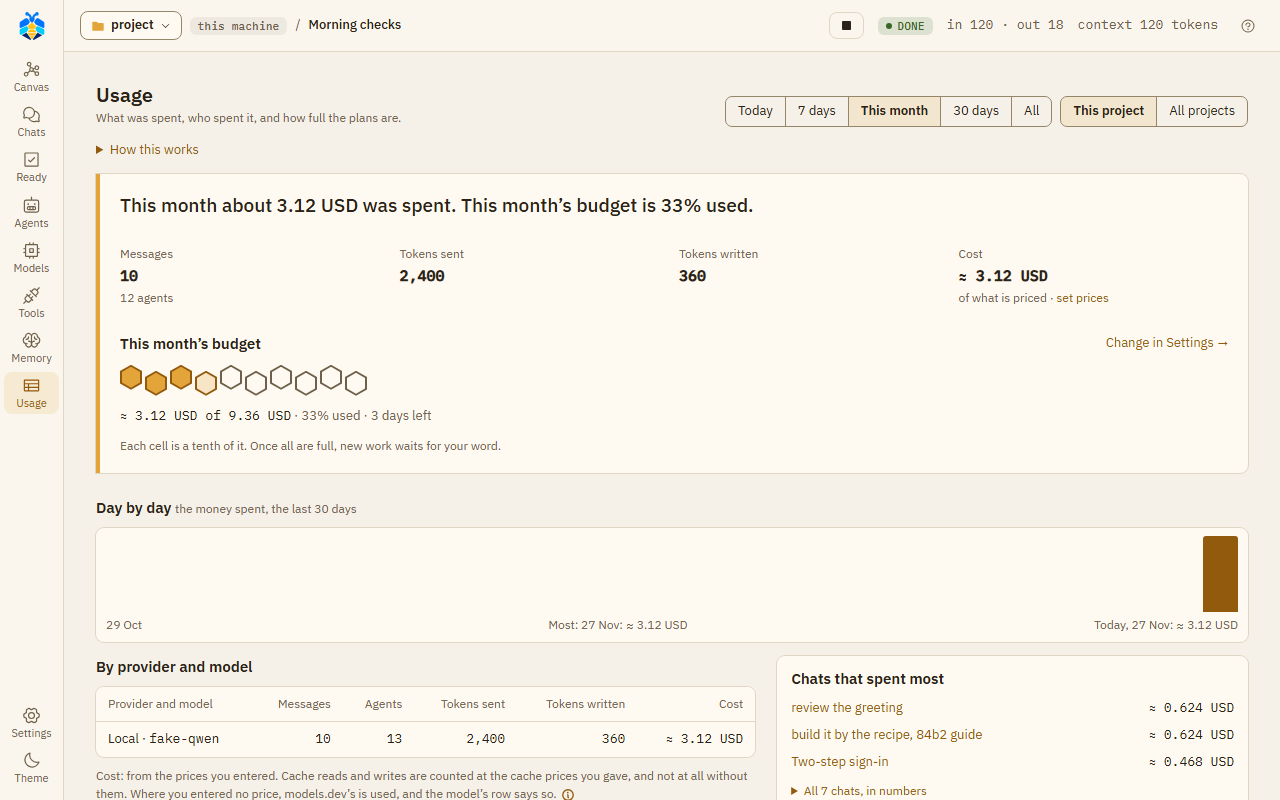 project
this machine / Morning checks
DONE
in 120 · out 18 context 120 tokens
Canvas
Chats
Ready
Agents
Models
Tools
Memory
Usage
Settings
Theme
Usage
What was spent, who spent it, and how full the plans are.
Today 7 days This month 30 days All
This project All projects
How this works
This month about 3.12 USD was spent. This month’s budget is 33% used.
Messages Tokens sent Tokens written Cost
10 2,400 360 ≈ 3.12 USD
12 agents of what is priced · set prices
This month’s budget Change in Settings →
≈ 3.12 USD of 9.36 USD · 33% used · 3 days left
Each cell is a tenth of it. Once all are full, new work waits for your word.
Day by day the money spent, the last 30 days
29 Oct Most: 27 Nov: ≈ 3.12 USD Today, 27 Nov: ≈ 3.12 USD
By provider and model
Provider and model Messages Agents Tokens sent Tokens written Cost
Local · fake-qwen 10 13 2,400 360 ≈ 3.12 USD
Cost: from the prices you entered. Cache reads and writes are counted at the cache prices you gave, and not at all without
them. Where you entered no price, models.dev’s is used, and the model’s row says so.
Chats that spent most
review the greeting ≈ 0.624 USD
build it by the recipe, 84b2 guide ≈ 0.624 USD
Two-step sign-in ≈ 0.468 USD
All 7 chats, in numbers